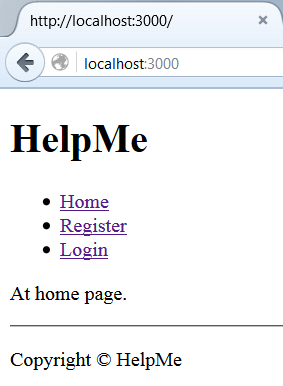 http://localhost:3000/
localhost:3000
HelpMe
Home
Register
Login
At home page.
Copyright © HelpMe